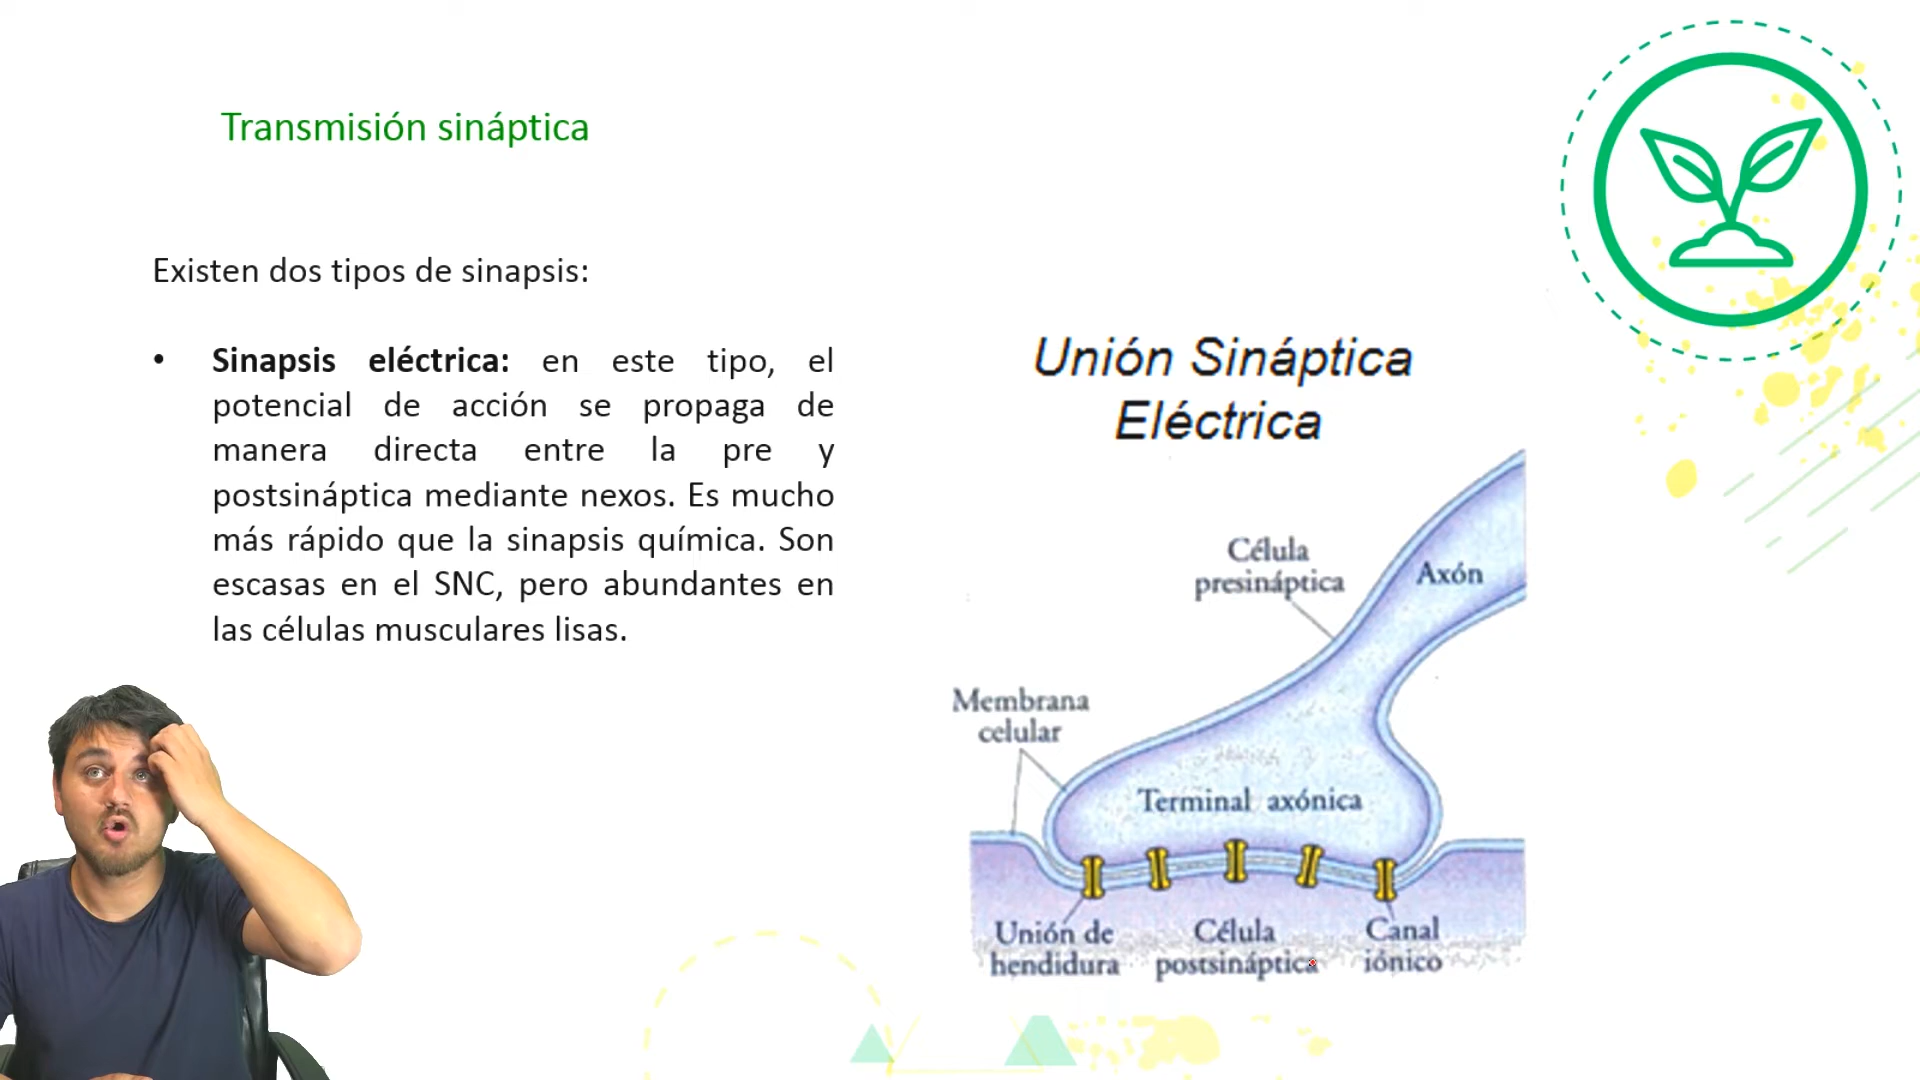 Transmisión sináptica
Existen dos tipos de sinapsis:
• Sinapsis eléctrica: en este tipo, el
potencial de acción se propaga de
manera directa entre la pre y
postsináptica mediante nexos. Es mucho
más rápido que la sinapsis química. Son
escasas en el SNC, pero abundantes en
las células musculares lisas.
Unión Sináptica
Eléctrica
Célula
presináptica
Axón
Membrana
celular
Terminal axónica
Unión de
hendidura
Célula
postsináptica
Canal
iónico